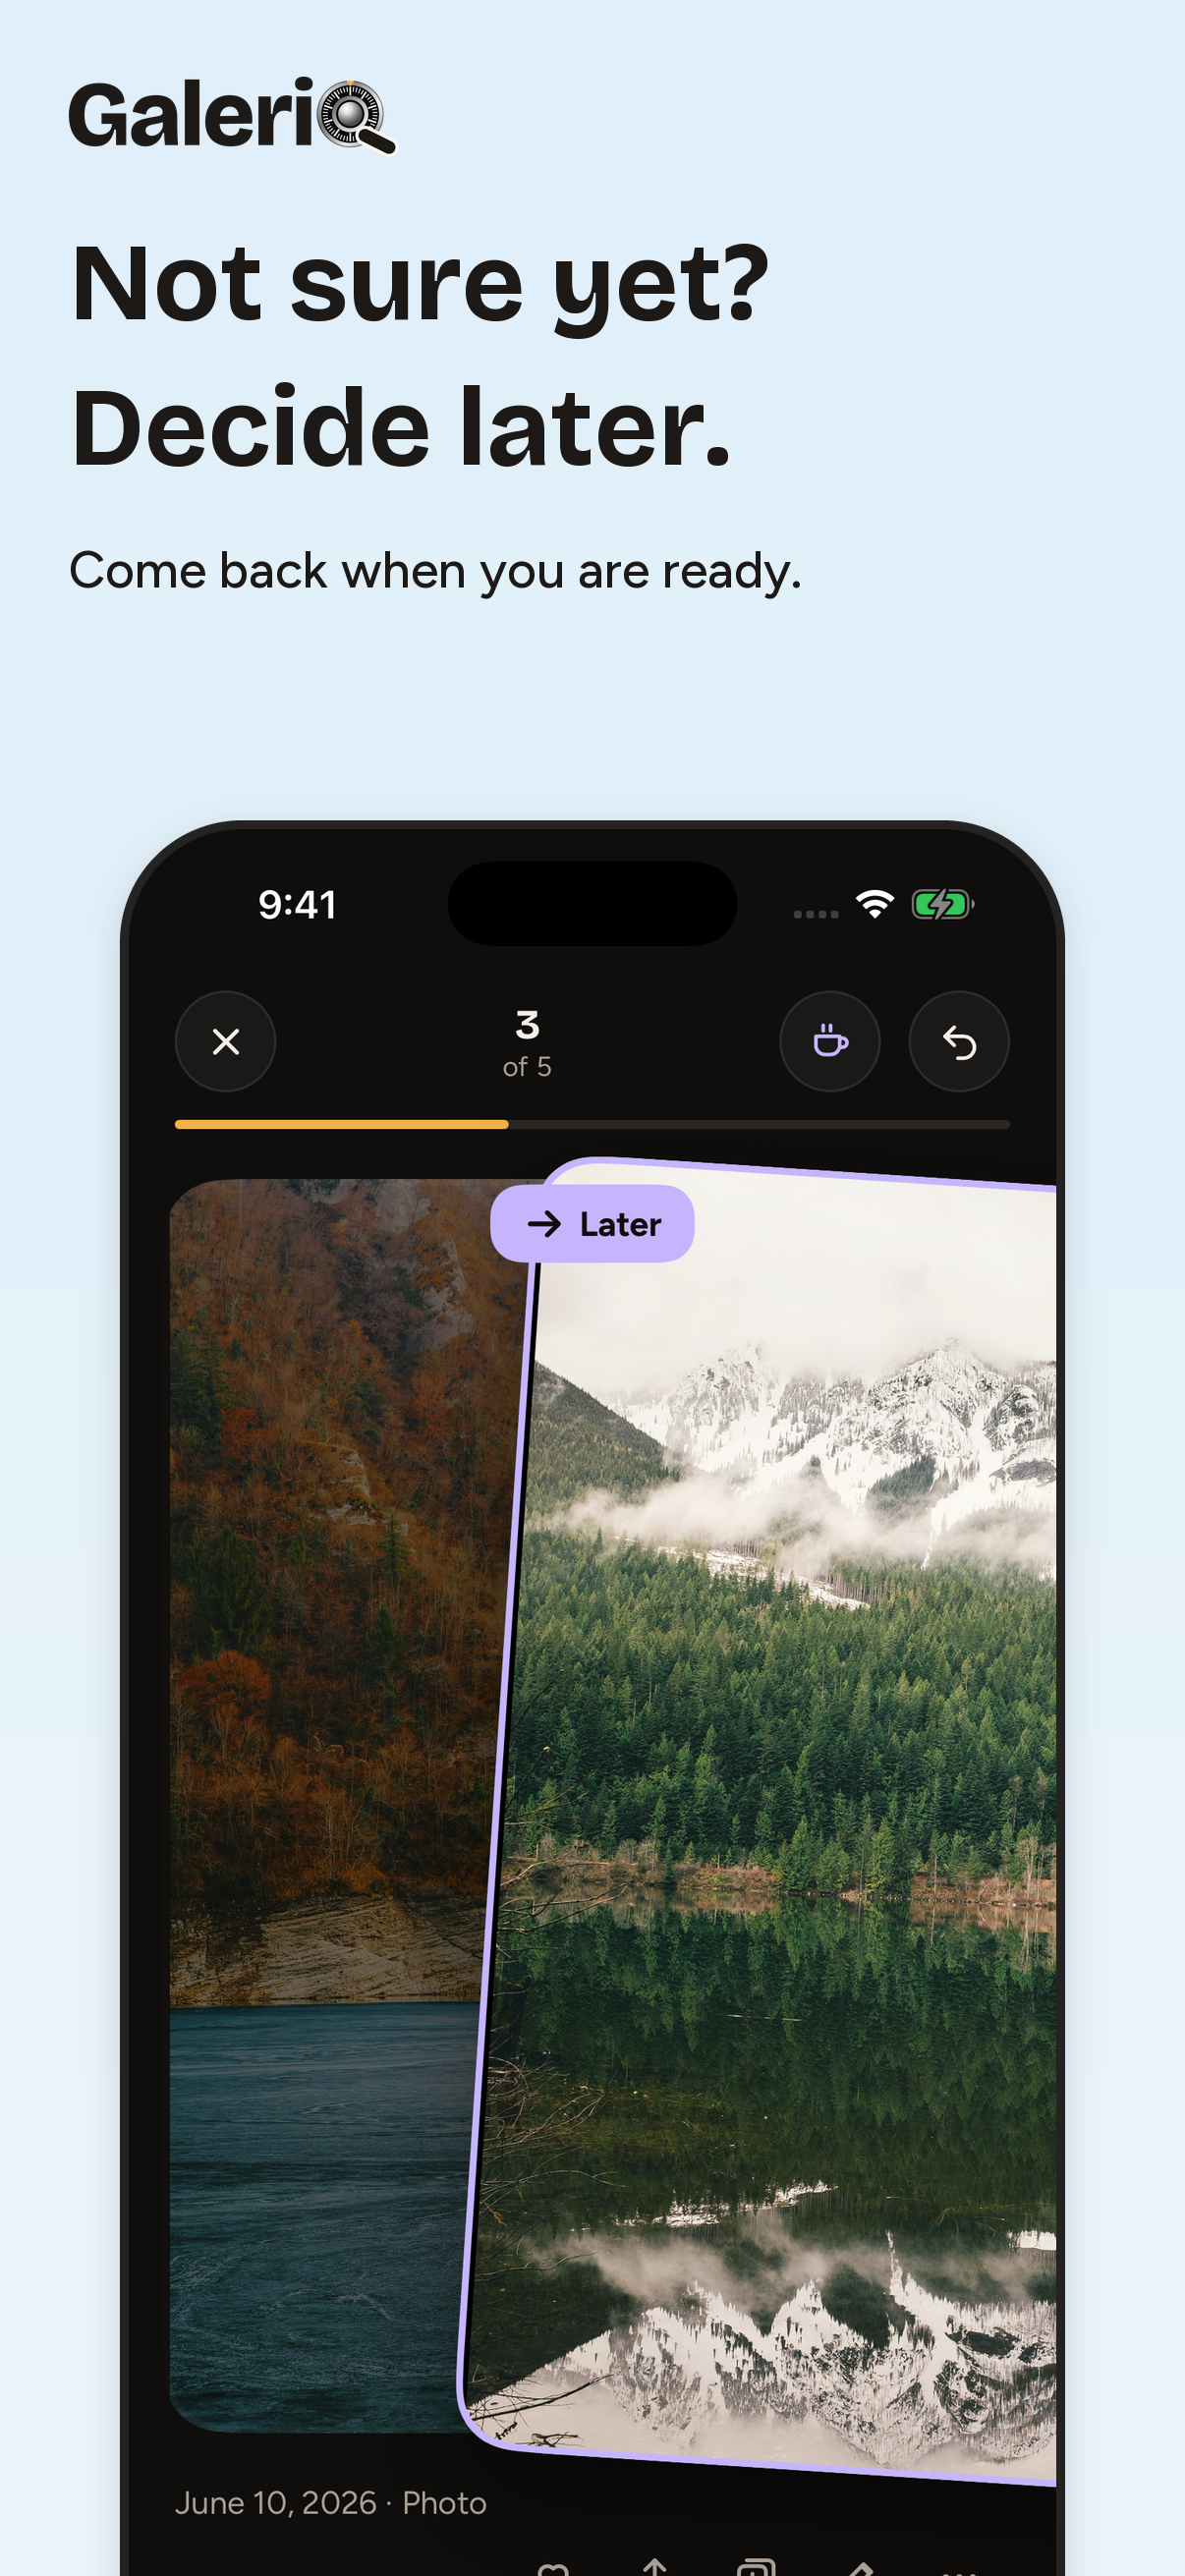 GaleriQ
Not sure yet?
Decide later.
Come back when you are ready.
9:41
3
of 5
Later
June 10, 2026 · Photo